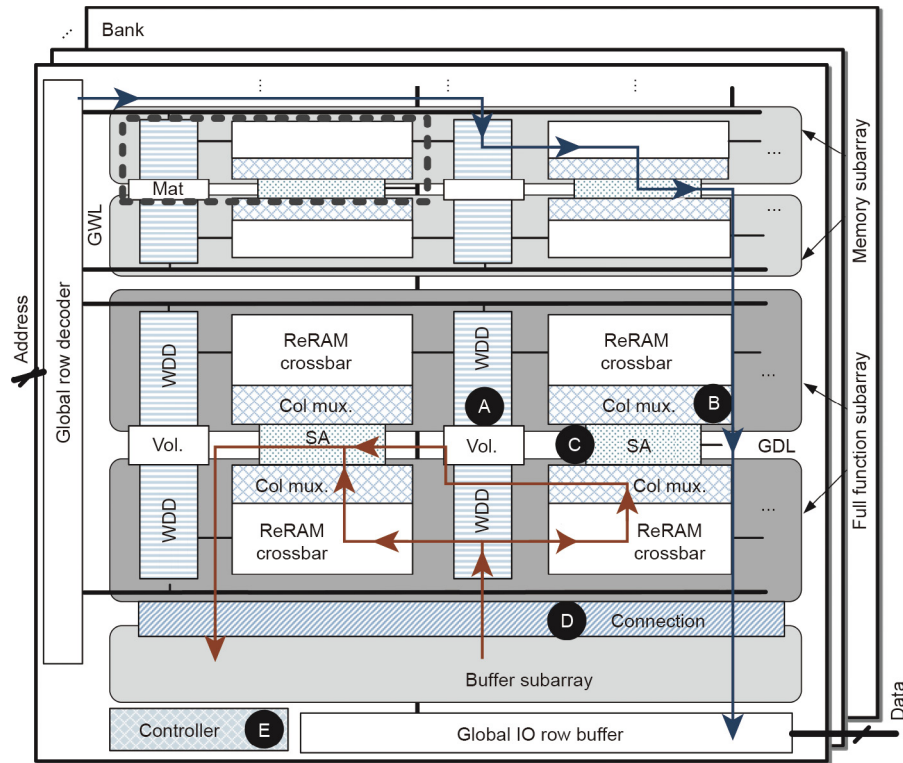 Bank
Mat
GWL
Memory subarray
Address
Global row decoder
WDD
ReRAM
crossbar
WDD
ReRAM
crossbar
Col mux.
A
Col mux.
B
Vol.
SA
Vol.
C
SA
GDL
Full function subarray
WDD
Col mux.
WDD
Col mux.
ReRAM
crossbar
ReRAM
crossbar
D
Connection
Buffer subarray
Controller
E
Global IO row buffer
Data